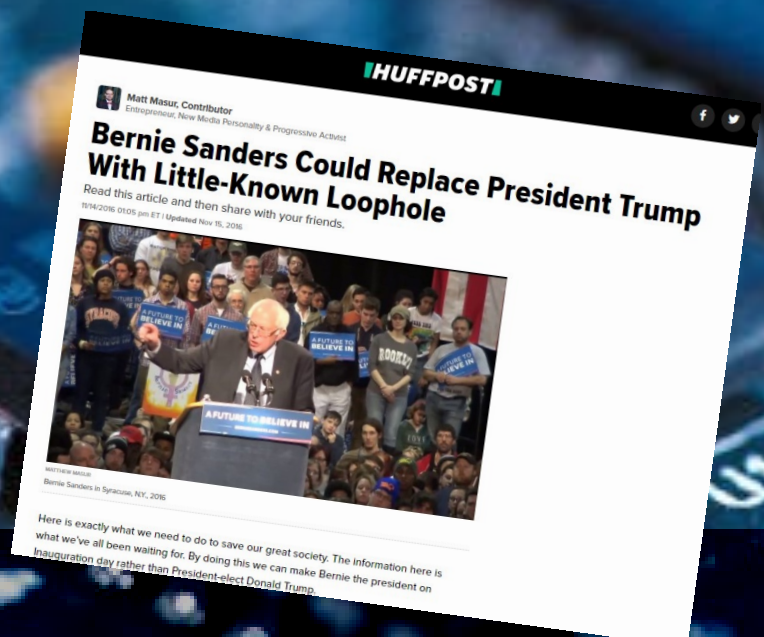 HUFFPOST
Matt Masur, Contributor
Entrepreneur, New Media Personality & Progressive Activist
Bernie Sanders Could Replace President Trump
With Little-Known Loophole
Read this article and then share with your friends.
11/14/2016 01:05 pm ET | Updated Nov 15, 2016
SYRACUSE
A FUTURE TO
BELIEVE IN
A FUTURE TO
BELIEVE IN
A FUTURE TO BELIEVE IN
MATTHEW MASUR
Bernie Sanders in Syracuse, N.Y., 2016
Here is exactly what we need to do to save our great society. The information here is
what we've all been waiting for. By doing this we can make Bernie the president on
Inauguration day rather than President-elect Donald Trump.